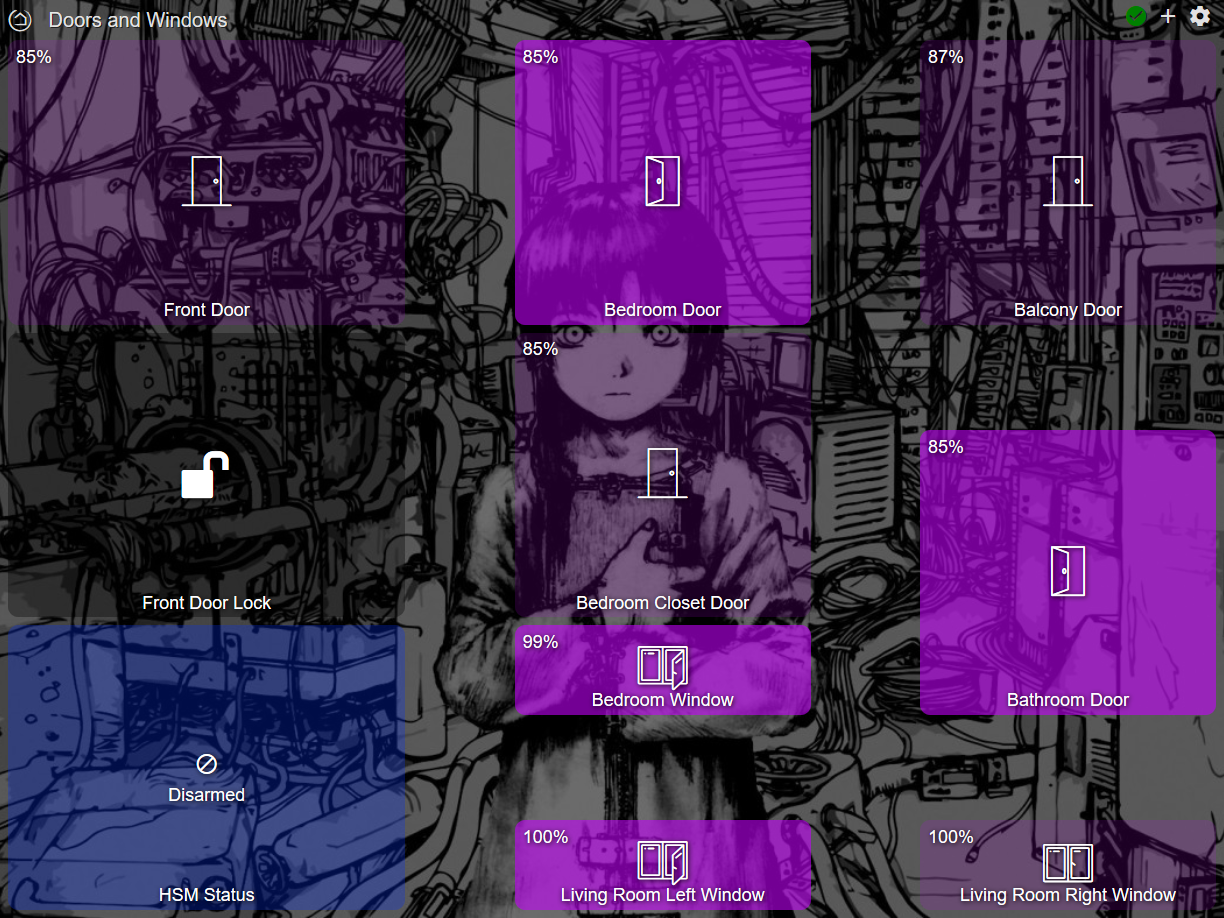 Doors and Windows
85%
Front Door
85%
Bedroom Door
87%
Balcony Door
Front Door Lock
85%
Bedroom Closet Door
85%
Bathroom Door
99%
Bedroom Window
Disarmed
HSM Status
100%
Living Room Left Window
100%
Living Room Right Window